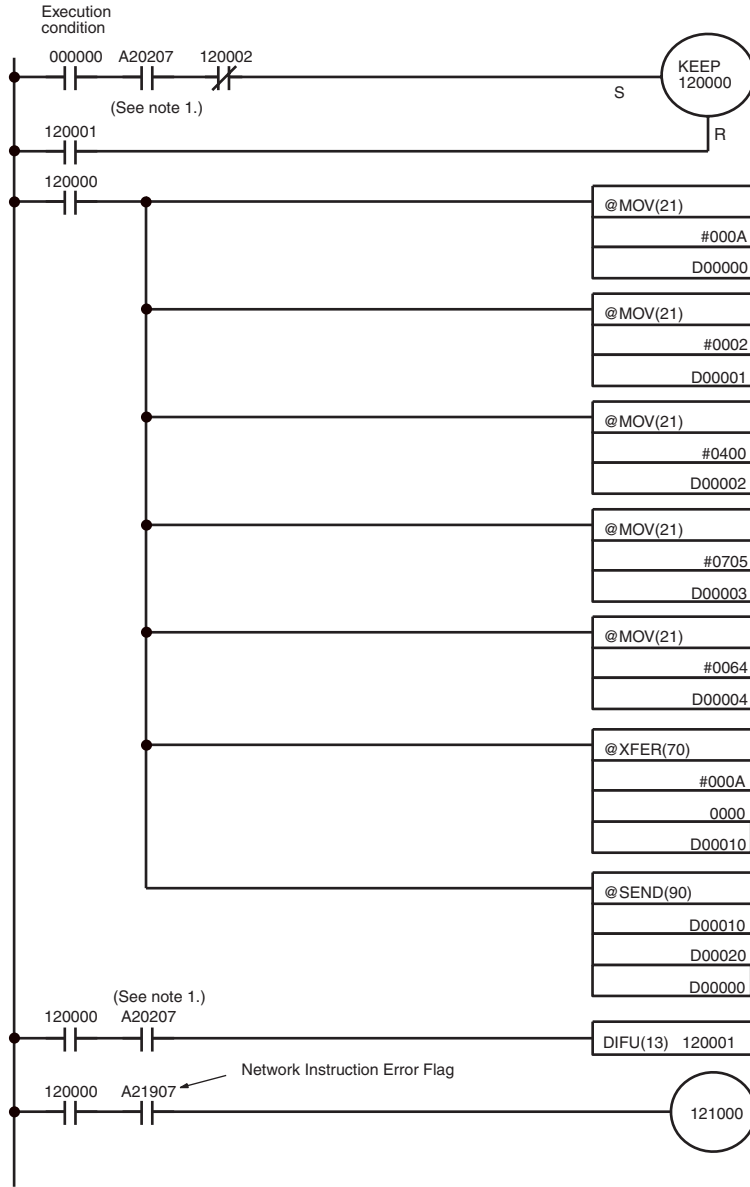 Execution
condition
000000 A20207 120002
KEEP
120000
S
(See note 1.)
120001
R
120000
@MOV(21)
#000A
D00000
@MOV(21)
#0002
D00001
@MOV(21)
#0400
D00002
@MOV(21)
#0705
D00003
@MOV(21)
#0064
D00004
@XFER(70)
#000A
0000
D00010
@SEND(90)
D00010
D00020
D00000
(See note 1.)
120000 A20207
DIFU(13) 120001
Network Instruction Error Flag
120000 A21907
121000